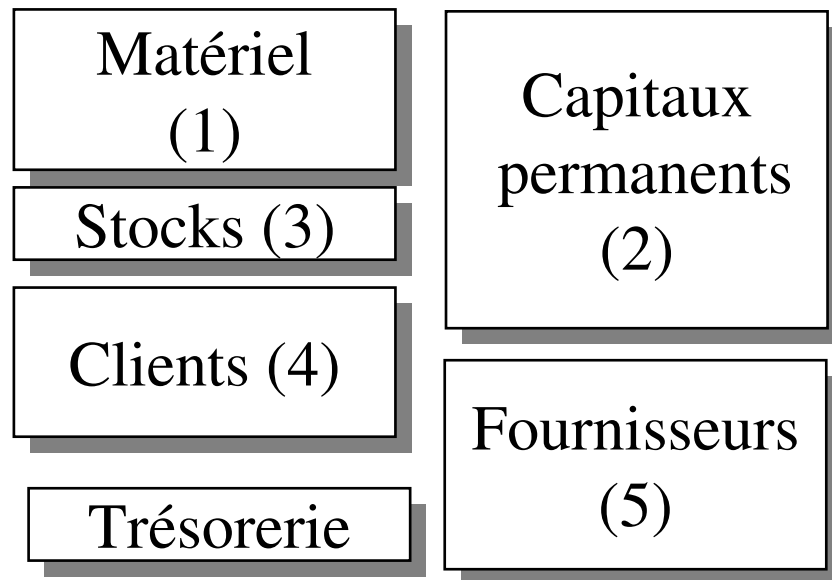 Matériel
(1)
Stocks (3)
Clients (4)
Trésorerie
Capitaux
permanents
(2)
Fournisseurs
(5)